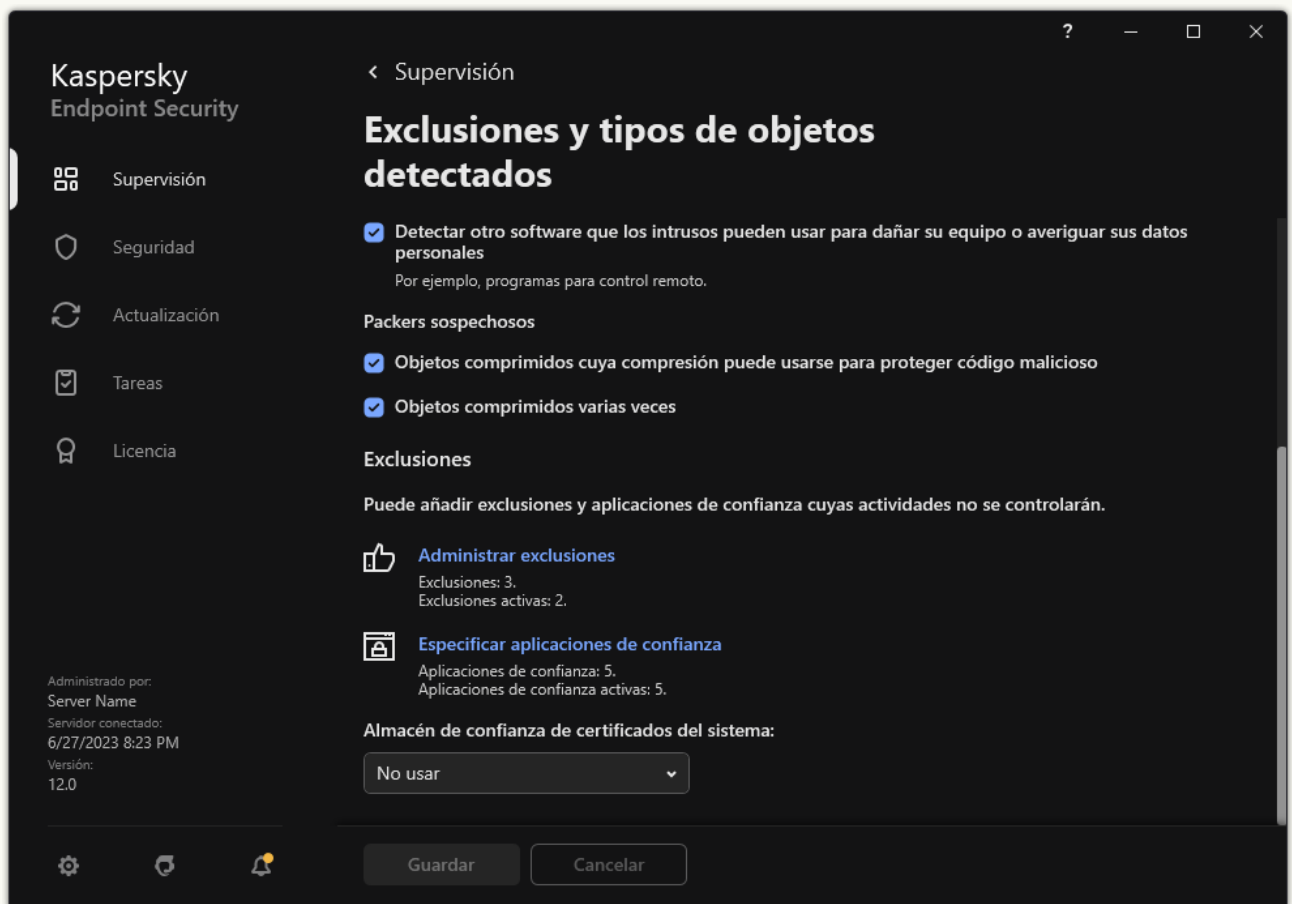 ?
Kaspersky
Endpoint Security
Supervisión
Seguridad
Actualización
Tareas
Licencia
Administrado por:
Server Name
Servidor conectado:
6/27/2023 8:23 PM
Versión:
12.0
Supervisión
Exclusiones y tipos de objetos
detectados
Detectar otro software que los intrusos pueden usar para dañar su equipo o averiguar sus datos
personales
Por ejemplo, programas para control remoto.
Packers sospechosos
Objetos comprimidos cuya compresión puede usarse para proteger código malicioso
Objetos comprimidos varias veces
Exclusiones
Puede añadir exclusiones y aplicaciones de confianza cuyas actividades no se controlarán.
Administrar exclusiones
Exclusiones: 3.
Exclusiones activas: 2.
Especificar aplicaciones de confianza
Aplicaciones de confianza: 5.
Aplicaciones de confianza activas: 5.
Almacén de confianza de certificados del sistema:
No usar
Guardar
Cancelar